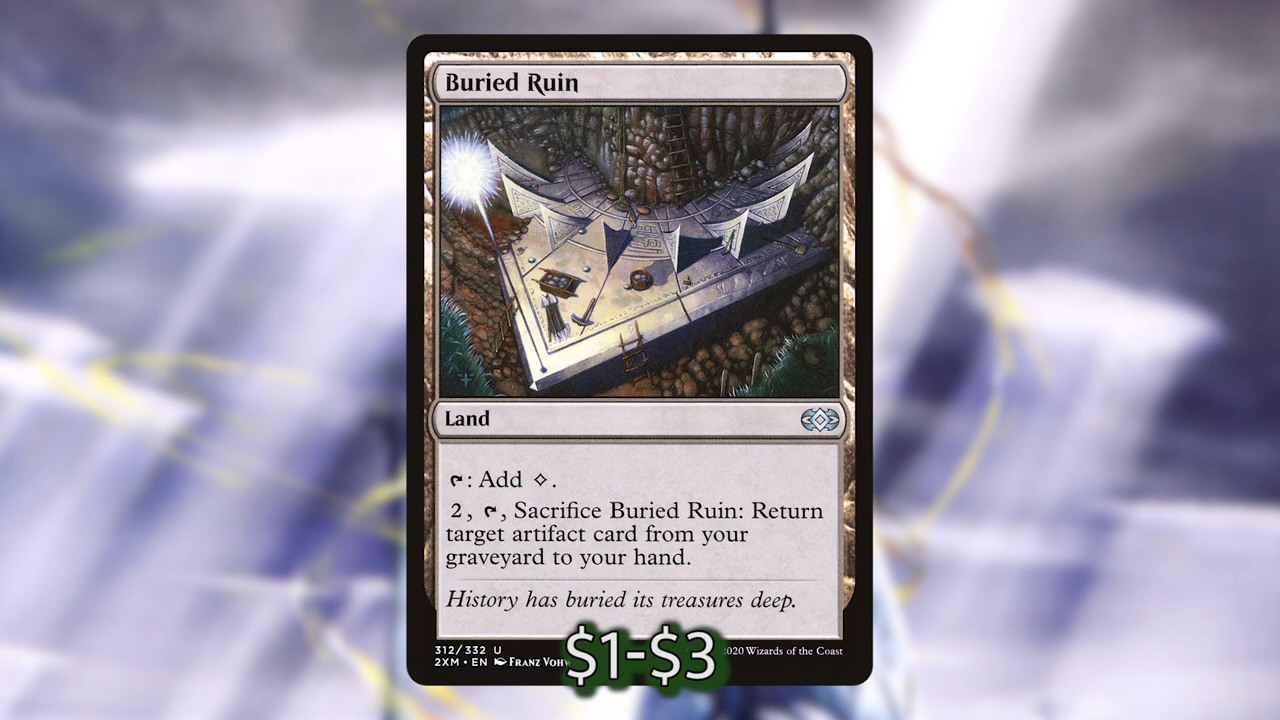 Buried Ruin
Land
: Add .
2, , Sacrifice Buried Ruin: Return
target artifact card from your
graveyard to your hand.
History has buried its treasures deep.
312/332 U
2XM • EN Franz
2020 Wizards of the Coast
$1-$3